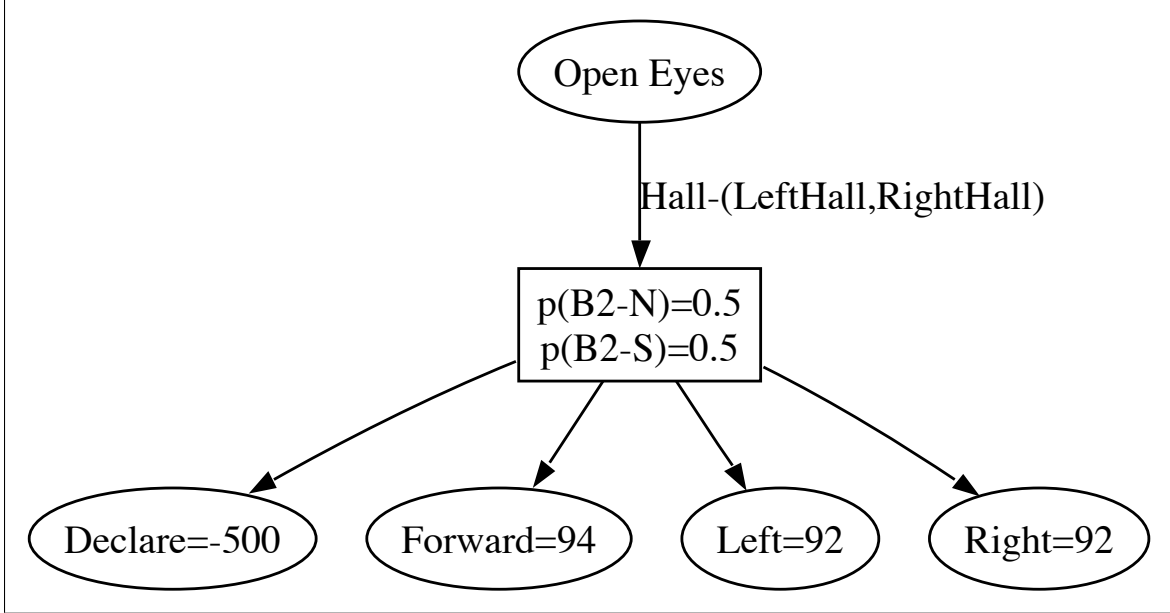 Open Eyes
Hall-(LeftHall,RightHall)
p(B2-N)=0.5
p(B2-S)=0.5
Declare=-500
Forward=94
Left=92
Right=92